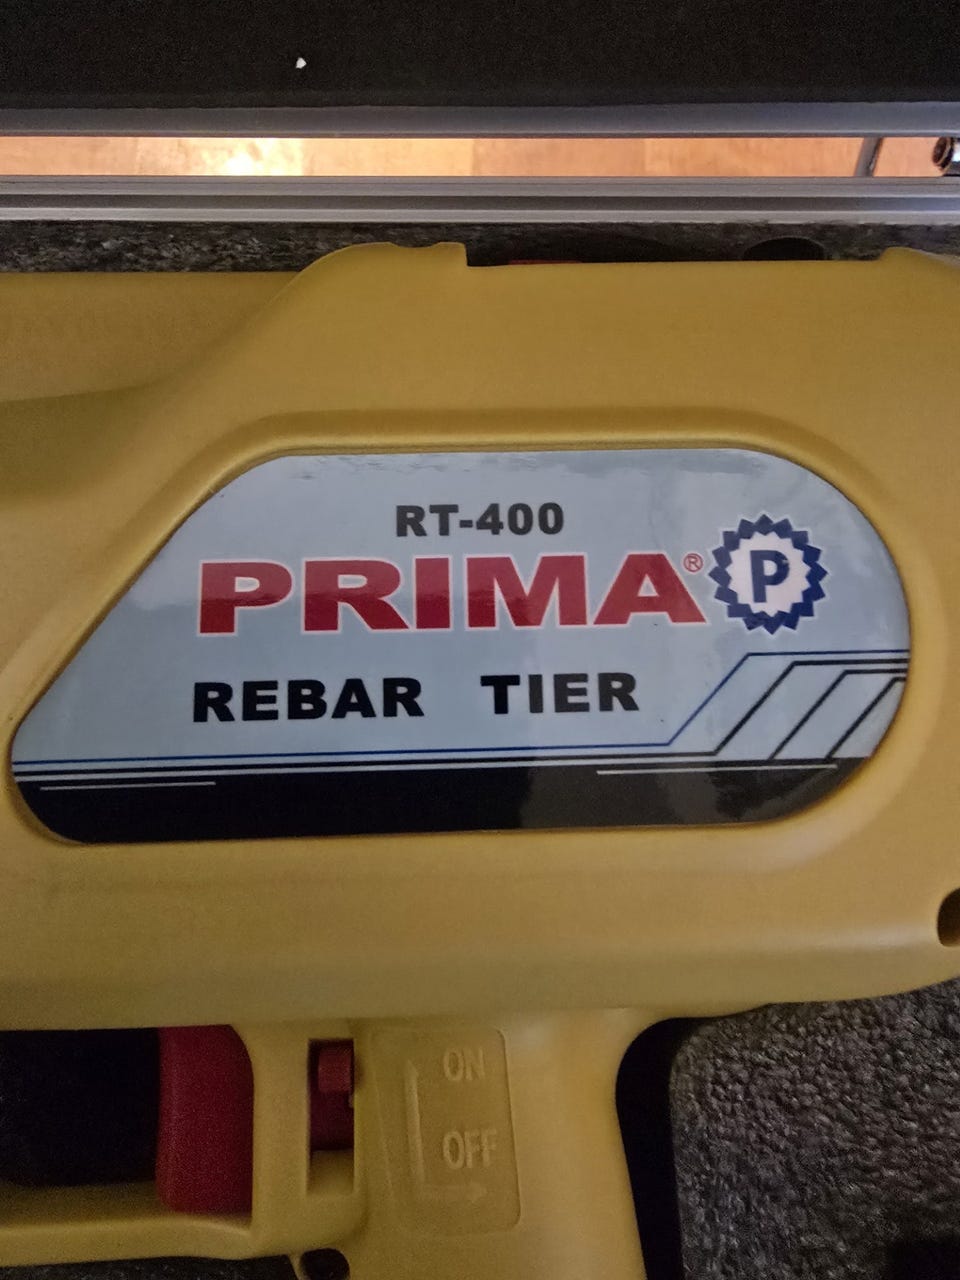 RT-400
PRIMA® P
REBAR TIER
ON
OFF